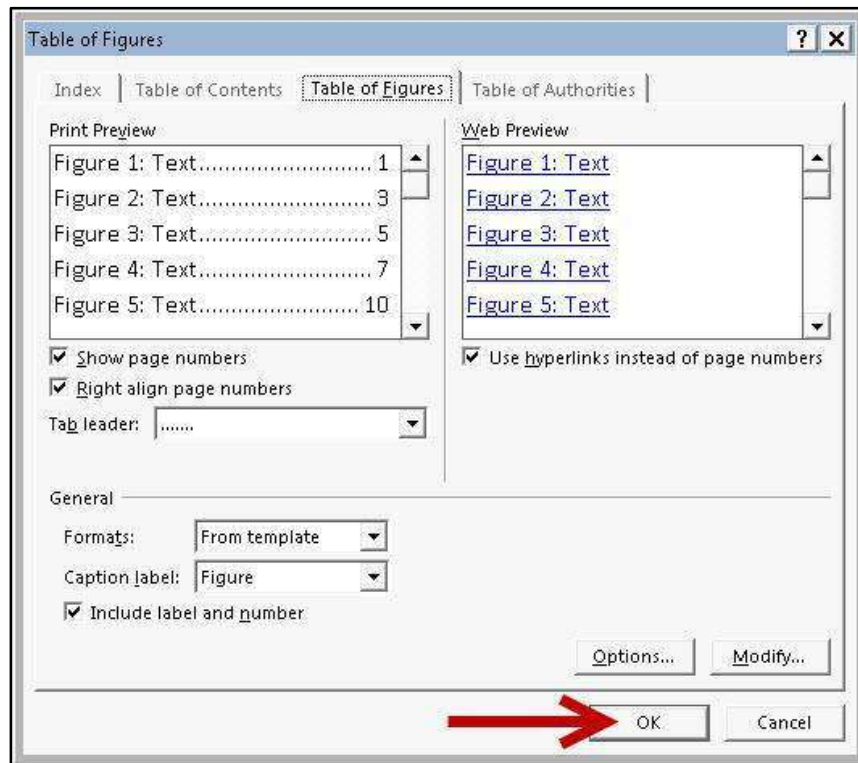 Table of Figures
Index
Table of Contents
Table of Figures
Table of Authorities
Print Preview
Figure 1: Text............................ 1
Figure 2: Text............................ 3
Figure 3: Text............................ 5
Figure 4: Text............................ 7
Figure 5: Text.......................... 10
Show page numbers
Right align page numbers
Tab leader: .......
Web Preview
Figure 1: Text
Figure 2: Text
Figure 3: Text
Figure 4: Text
Figure 5: Text
Use hyperlinks instead of page numbers
General
Formats: From template
Caption label: Figure
Include label and number
Options... Modify...
OK Cancel